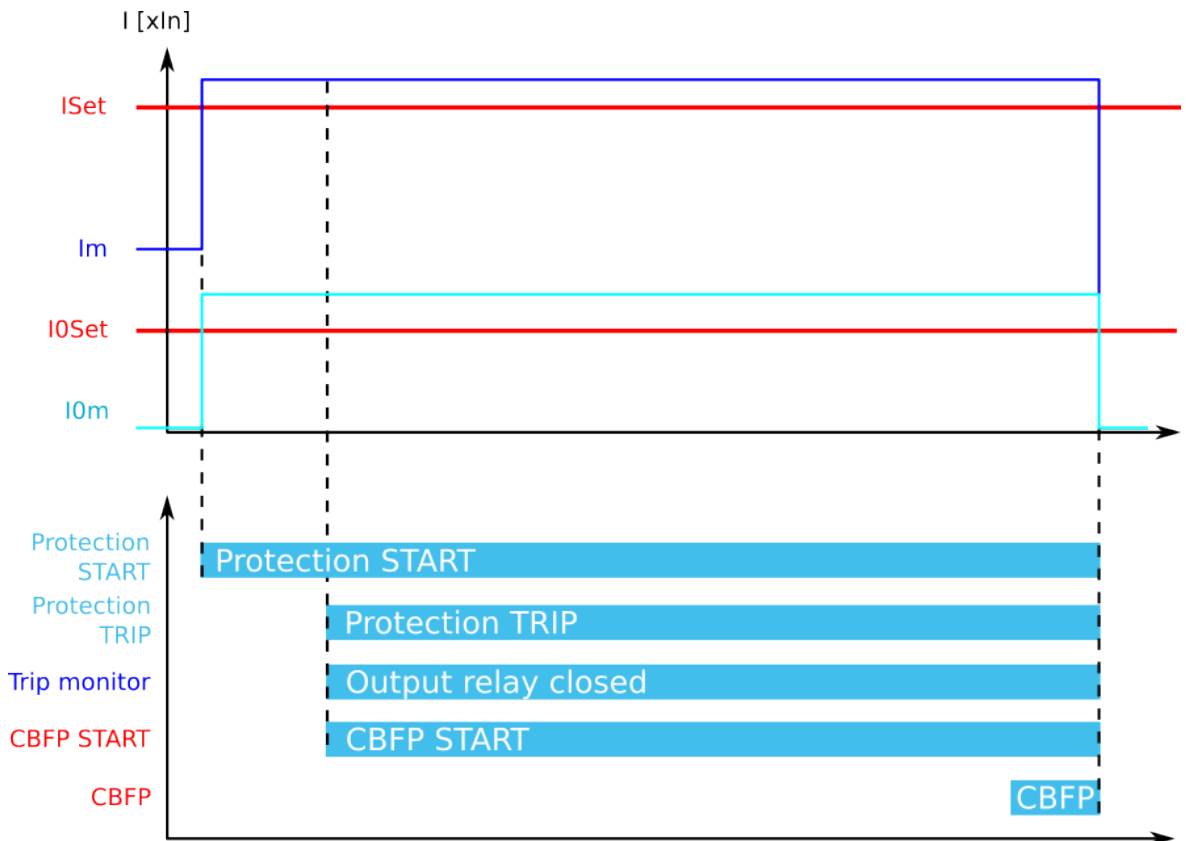 I [xIn]
ISet
Im
I0Set
I0m
Protection
START
Protection START
Protection
TRIP
Protection TRIP
Trip monitor
Output relay closed
CBFP START
CBFP START
CBFP
CBFP